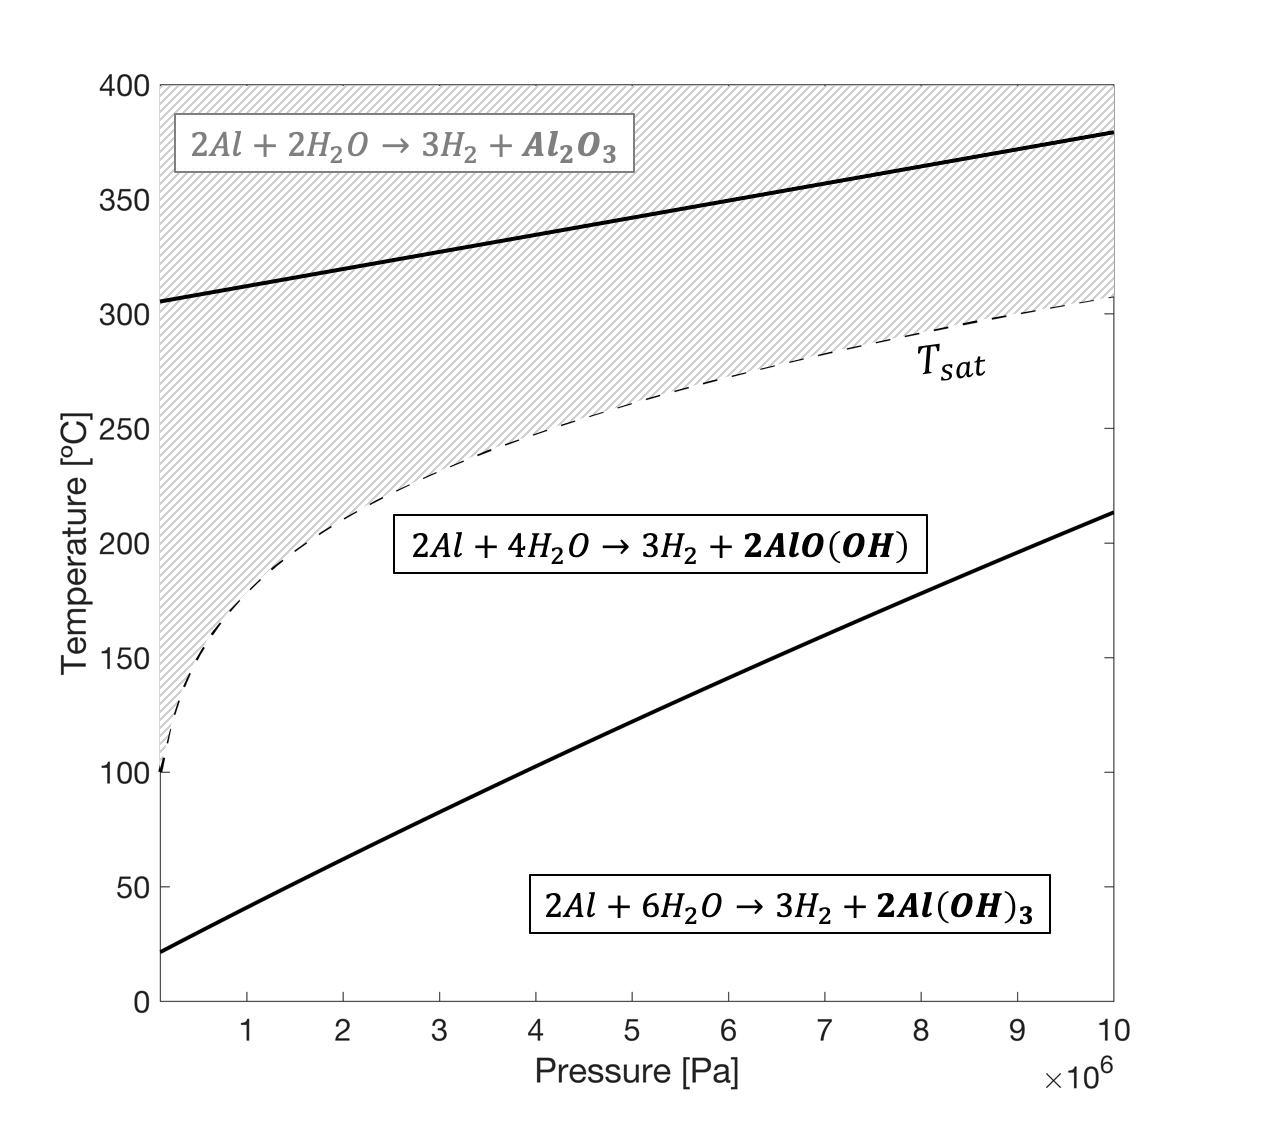 400
2Al + 2H₂O → 3H₂ + Al₂O₃
350
300
T_sat
250
2Al + 4H₂O → 3H₂ + 2AlO(OH)
200
150
100
2Al + 6H₂O → 3H₂ + 2Al(OH)₃
50
0
Temperature [ºC]
1 2 3 4 5 6 7 8 9 10
Pressure [Pa]
×10⁶